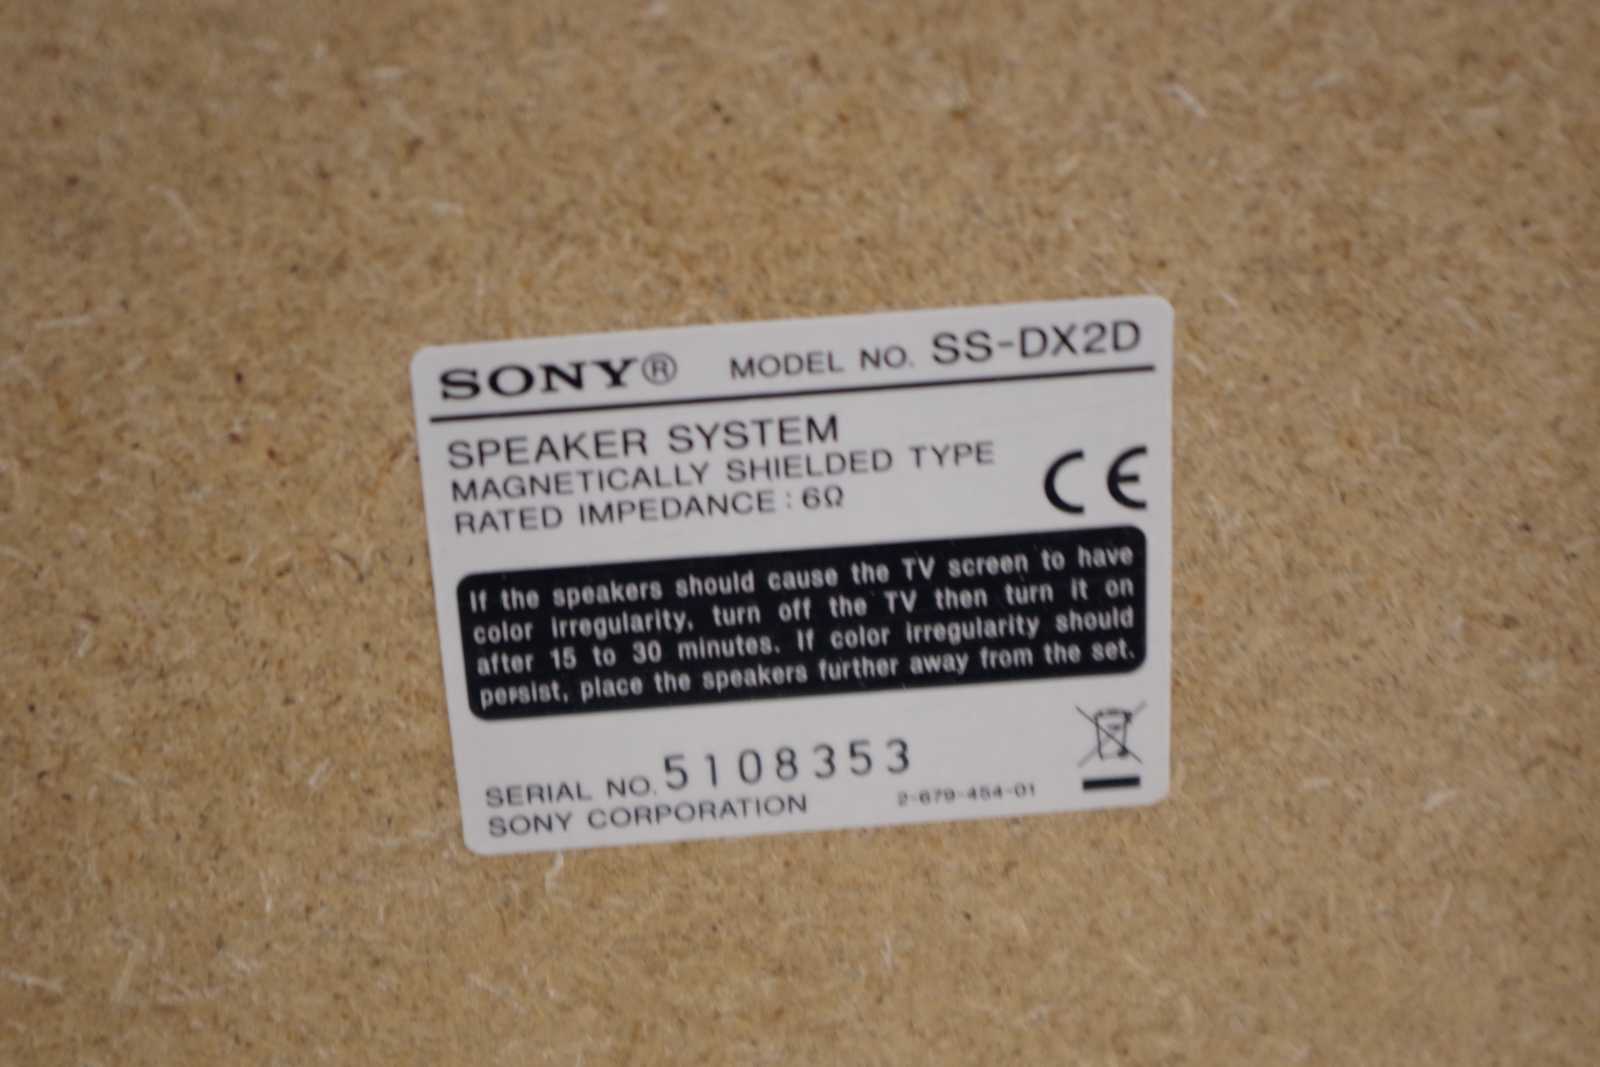 SONY® MODEL NO. SS-DX2D
SPEAKER SYSTEM
MAGNETICALLY SHIELDED TYPE
RATED IMPEDANCE : 6Ω
CE
If the speakers should cause the TV screen to have
color irregularity, turn off the TV then turn it on
after 15 to 30 minutes. If color irregularity should
persist, place the speakers further away from the set.
SERIAL NO. 5108353
SONY CORPORATION 2-679-454-01